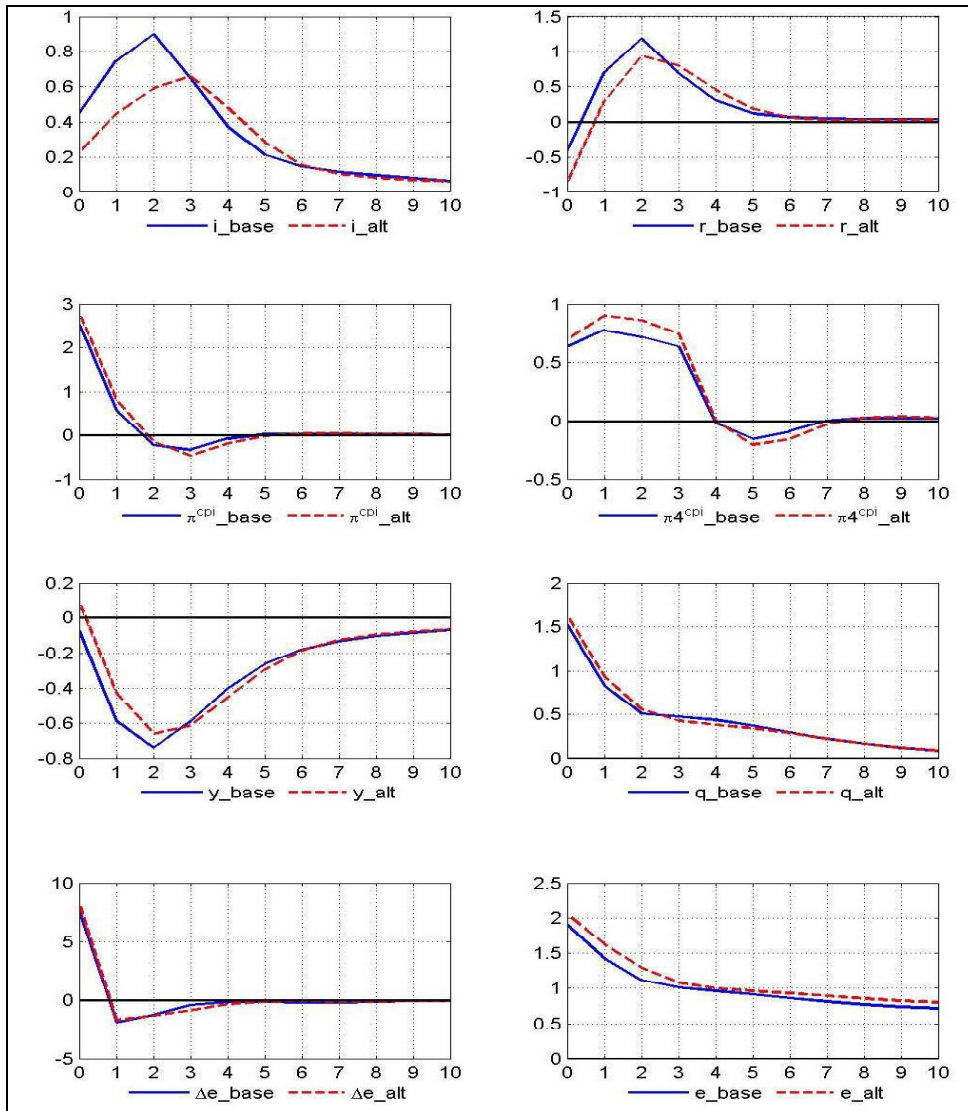 1
0.8
0.6
0.4
0.2
0
0 1 2 3 4 5 6 7 8 9 10
i_base i_alt
1.5
1
0.5
0
-0.5
-1
0 1 2 3 4 5 6 7 8 9 10
r_base r_alt
3
2
1
0
-1
0 1 2 3 4 5 6 7 8 9 10
π^cpi_base π^cpi_alt
1
0.5
0
-0.5
0 1 2 3 4 5 6 7 8 9 10
π4^cpi_base π4^cpi_alt
0.2
0
-0.2
-0.4
-0.6
-0.8
0 1 2 3 4 5 6 7 8 9 10
y_base y_alt
2
1.5
1
0.5
0
0 1 2 3 4 5 6 7 8 9 10
q_base q_alt
10
5
0
-5
0 1 2 3 4 5 6 7 8 9 10
Δe_base Δe_alt
2.5
2
1.5
1
0.5
0
0 1 2 3 4 5 6 7 8 9 10
e_base e_alt